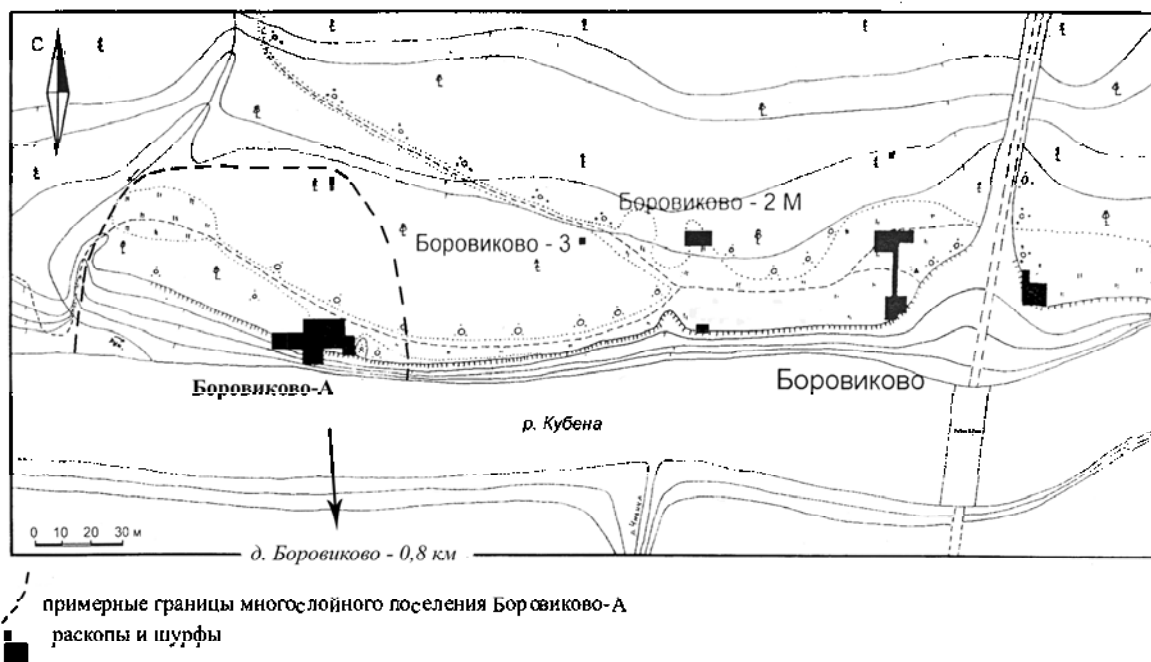 С
Боровиково - 2 М
Боровиково - 3
Боровиково-А
Боровиково
р. Кубена
0 10 20 30 м
д. Боровиково - 0,8 км
примерные границы многослойного поселения Боровиково-А
раскопы и шурфы